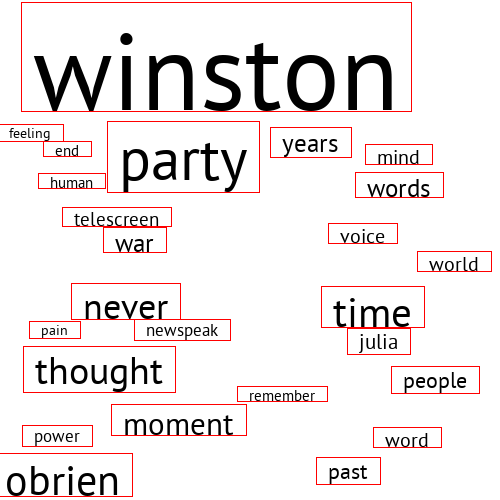 winston
feeling
party
years
end
mind
human
words
telescreen
war
voice
world
never
time
pain
newspeak
julia
thought
people
remember
moment
power
word
obrien
past